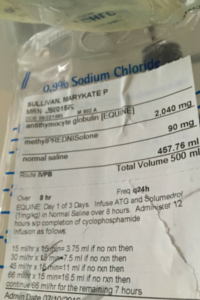 0.9% Sodium Chloride
SULLIVAN, MARYKATE P
MRN
DOB
antithymocyte globulin [EQUINE] 2,040 mg
methylPREDNISolone 90 mg
normal saline 457.76 ml
Total Volume 500 ml
Route IVPB
Freq q24h
Over 8 hr
EQUINE: Day 1 of 3 Days. Infuse ATG and Solumedrol
(1mg/kg) in Normal Saline over 8 hours. Administer 12
hours s/p completion of cyclophosphamide
Infusion as follows:
15 ml/hr x 15 min= 3.75 ml if no rxn then
30 ml/hr x 15 min=7.5 ml if no rxn then
45 ml/hr x 15 min=11 ml if no rxn then
66 ml/hr x 15 min=16.5 ml if no rxn then
continue 66 ml/hr for the remaining 7 hours
Admin Date